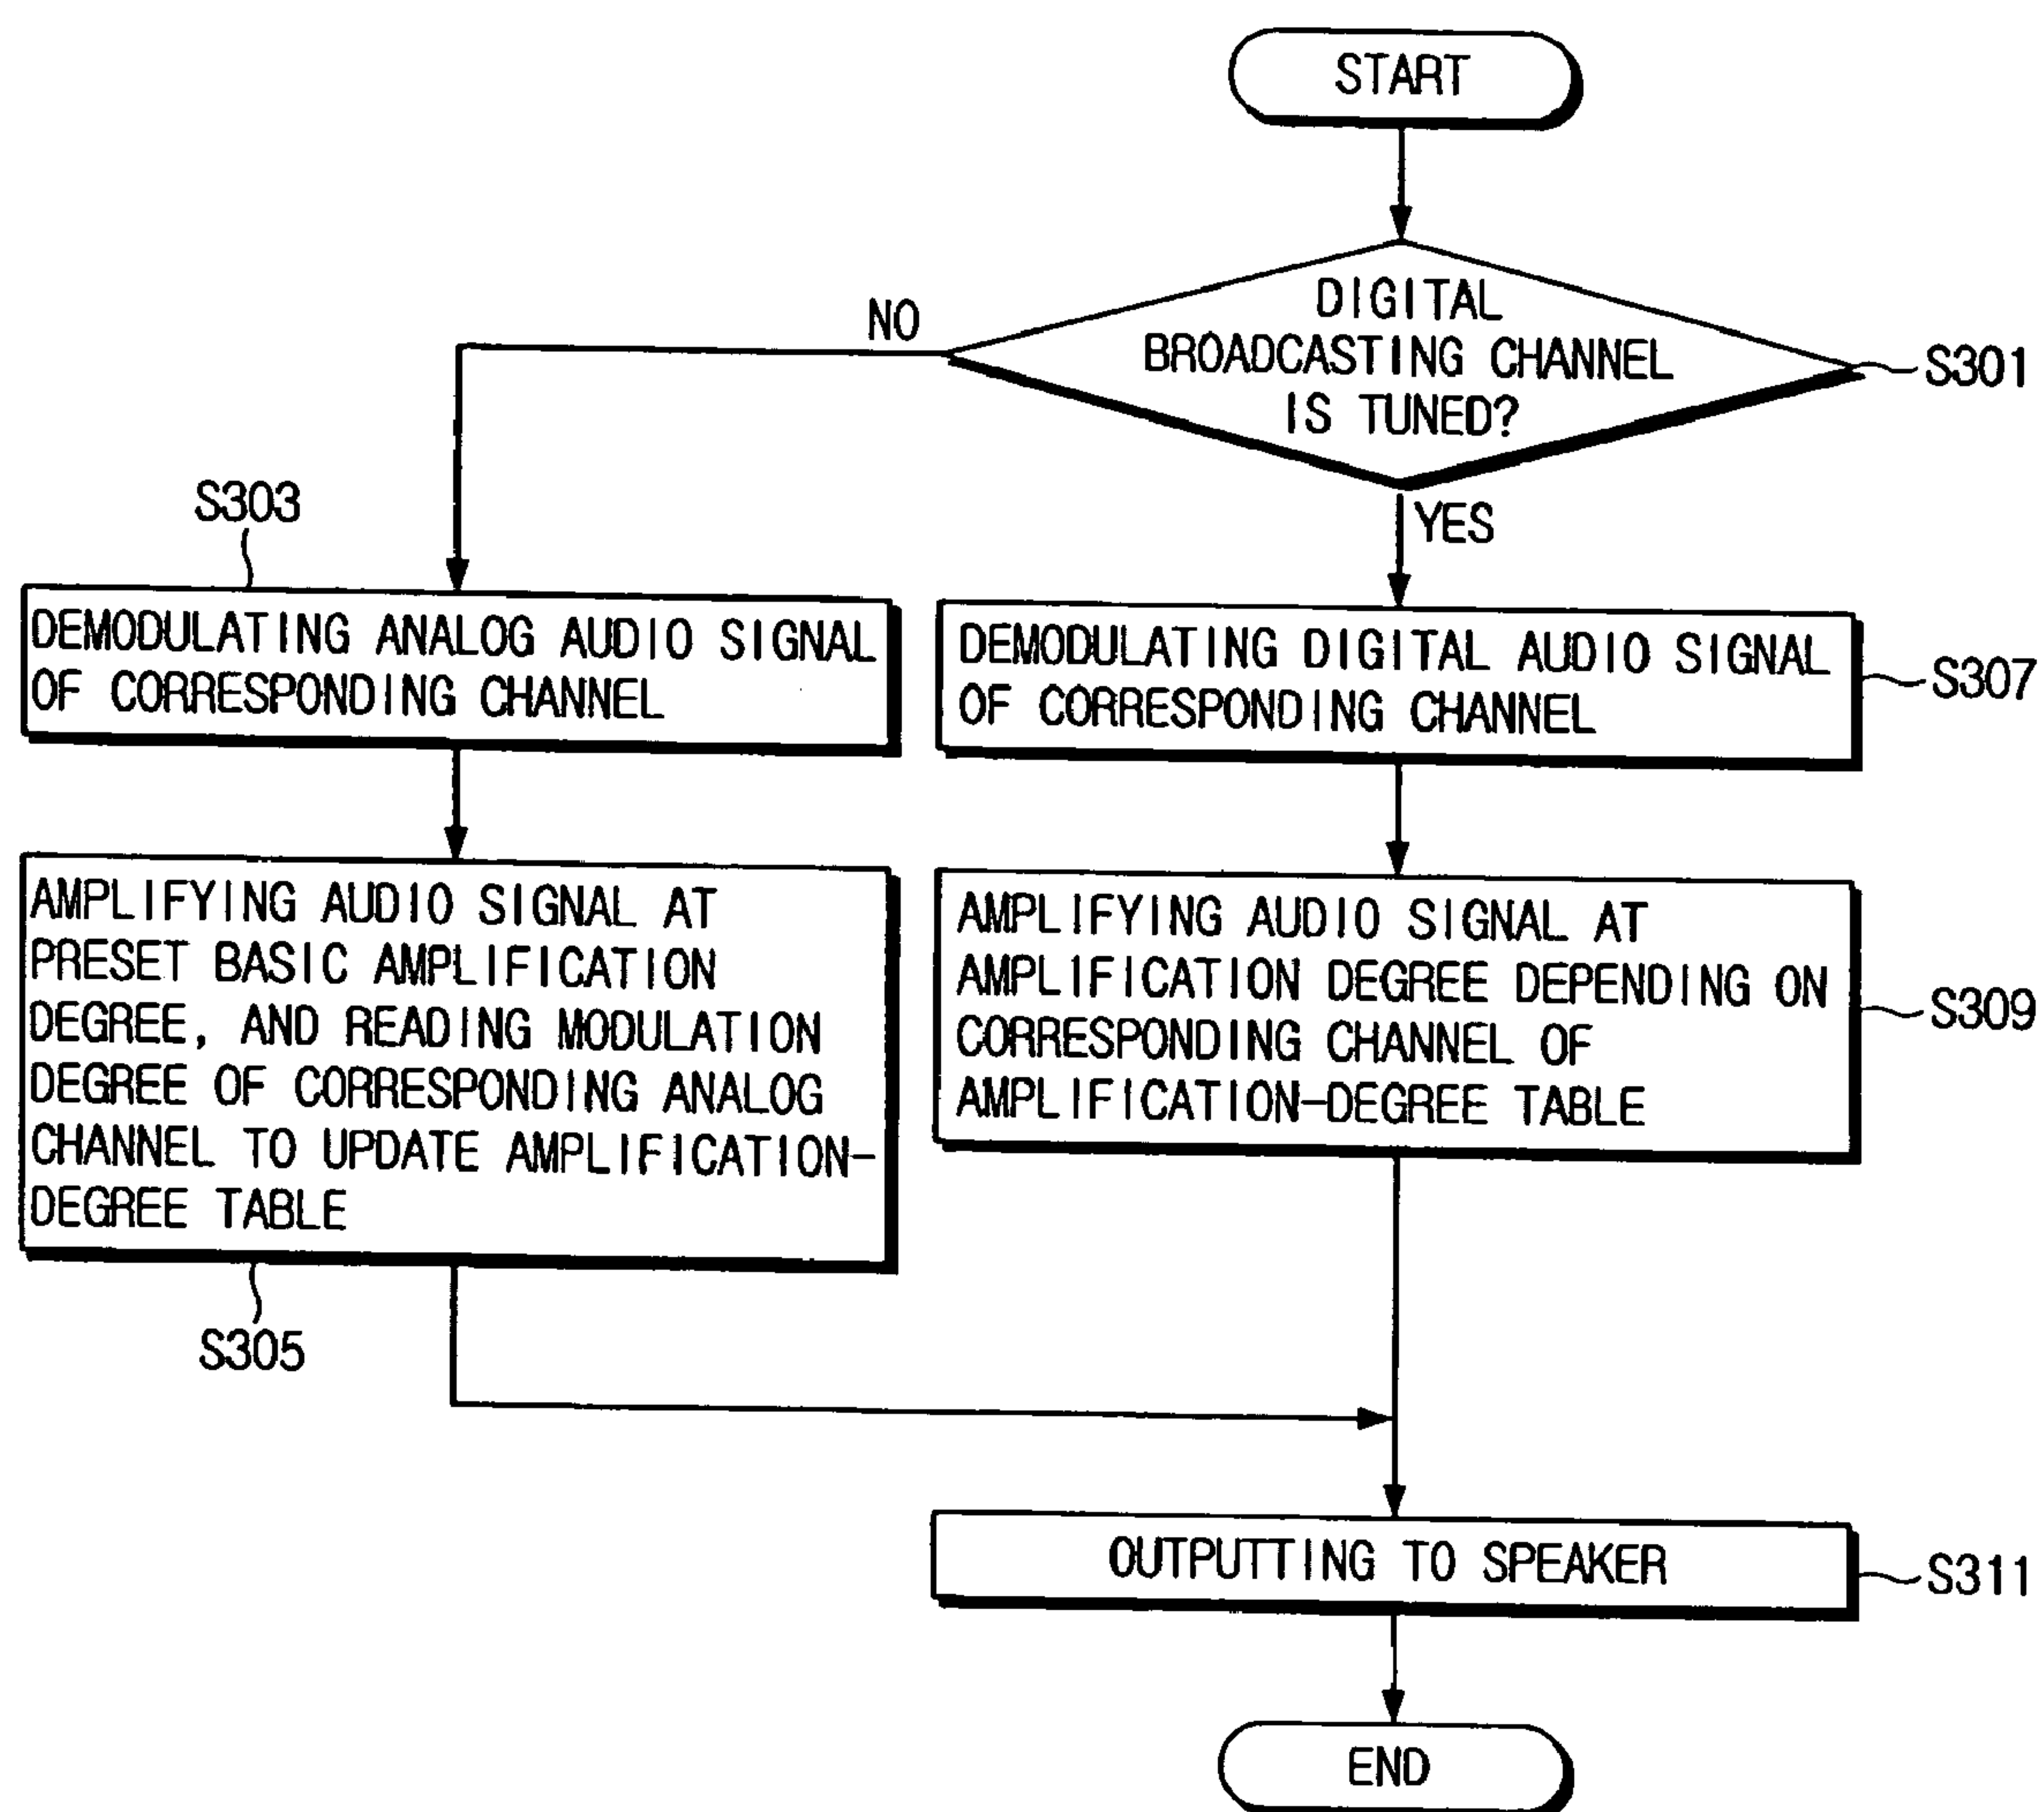 START
DIGITAL
BROADCASTING CHANNEL
IS TUNED?
S301
NO
YES
S303
DEMODULATING ANALOG AUDIO SIGNAL
OF CORRESPONDING CHANNEL
DEMODULATING DIGITAL AUDIO SIGNAL
OF CORRESPONDING CHANNEL
S307
AMPLIFYING AUDIO SIGNAL AT
PRESET BASIC AMPLIFICATION
DEGREE, AND READING MODULATION
DEGREE OF CORRESPONDING ANALOG
CHANNEL TO UPDATE AMPLIFICATION-
DEGREE TABLE
S305
AMPLIFYING AUDIO SIGNAL AT
AMPLIFICATION DEGREE DEPENDING ON
CORRESPONDING CHANNEL OF
AMPLIFICATION-DEGREE TABLE
S309
OUTPUTTING TO SPEAKER
S311
END